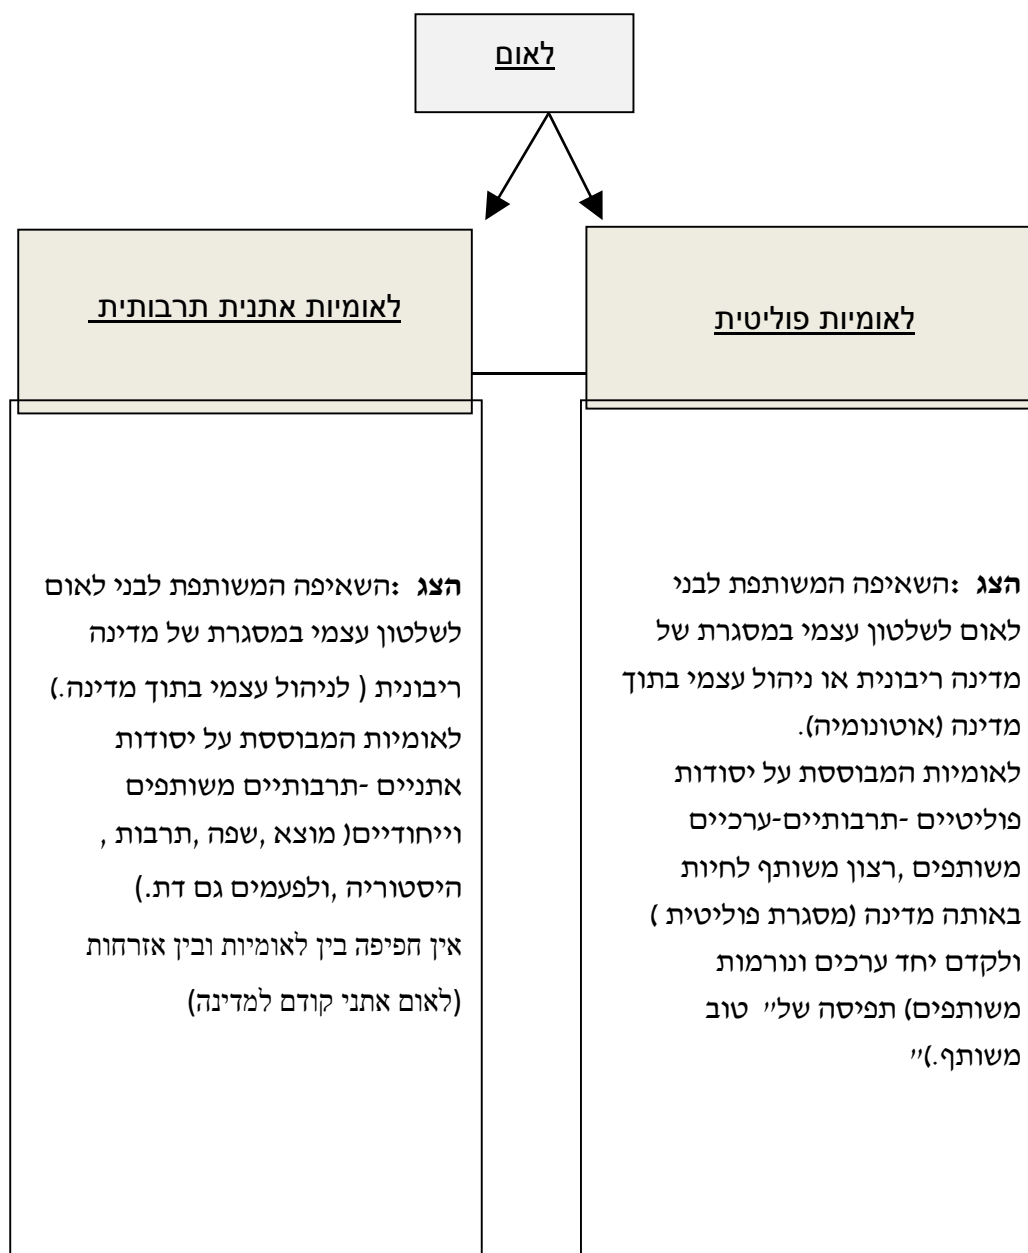 לאום
לאומיות פוליטית
לאומיות אתנית תרבותית
הצג :השאיפה המשותפת לבני
לאום לשלטון עצמי במסגרת של
מדינה ריבונית או ניהול עצמי בתוך
מדינה (אוטונומיה).
לאומיות המבוססת על יסודות
פוליטיים -תרבותיים-ערכיים
משותפים ,רצון משותף לחיות
באותה מדינה (מסגרת פוליטית )
ולקדם יחד ערכים ונורמות
משותפים) תפיסה של״ טוב
משותף.)״
הצג :השאיפה המשותפת לבני לאום
לשלטון עצמי במסגרת של מדינה
ריבונית ( לניהול עצמי בתוך מדינה.)
לאומיות המבוססת על יסודות
אתניים -תרבותיים משותפים
וייחודיים( מוצא ,שפה ,תרבות ,
היסטוריה ,ולפעמים גם דת.)
אין חפיפה בין לאומיות ובין אזרחות
(לאום אתני קודם למדינה)